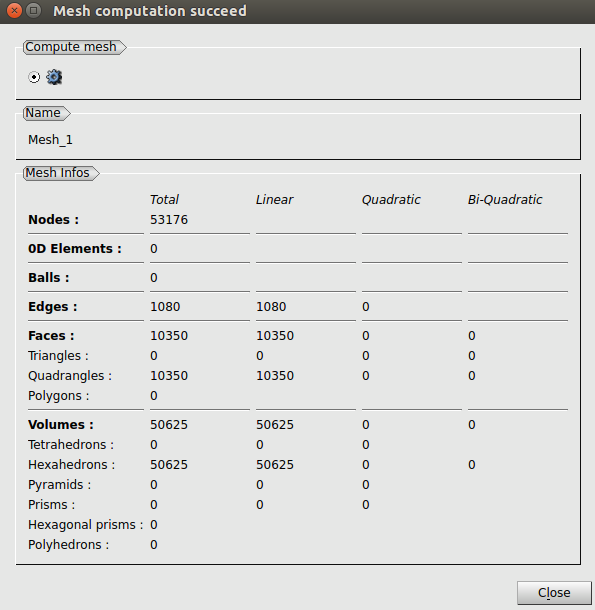 Mesh computation succeed
Compute mesh
Name
Mesh_1
Mesh Infos
Total Linear Quadratic Bi-Quadratic
Nodes : 53176
0D Elements : 0
Balls : 0
Edges : 1080 1080 0
Faces : 10350 10350 0 0
Triangles : 0 0 0 0
Quadrangles : 10350 10350 0 0
Polygons : 0
Volumes : 50625 50625 0 0
Tetrahedrons : 0 0 0
Hexahedrons : 50625 50625 0 0
Pyramids : 0 0 0
Prisms : 0 0 0
Hexagonal prisms : 0
Polyhedrons : 0
Close